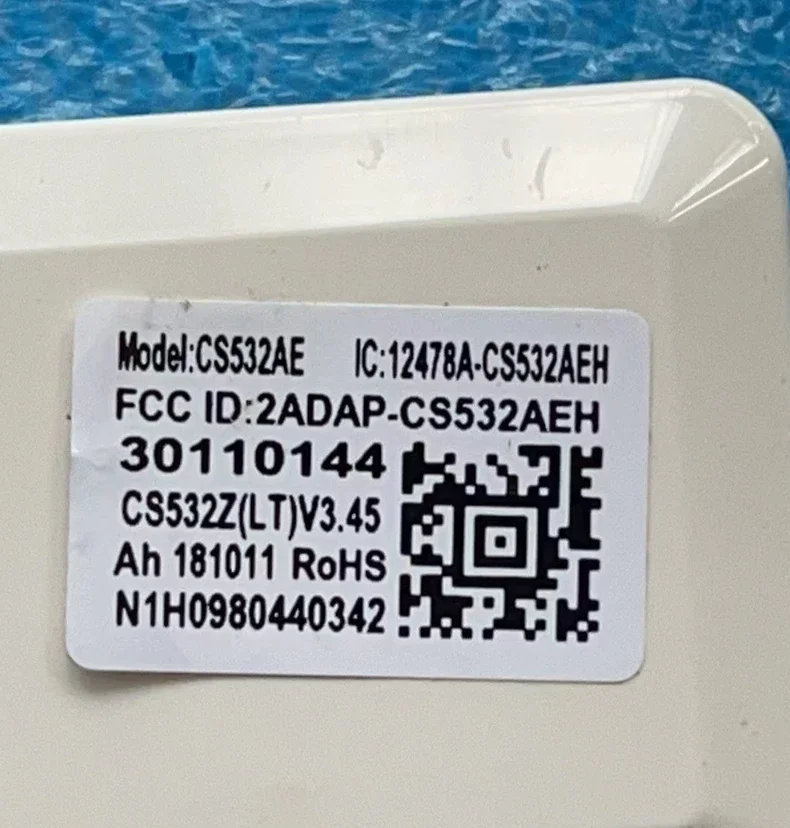 Model:CS532AE IC:12478A-CS532AEH
FCC ID:2ADAP-CS532AEH
30110144
CS532Z(LT)V3.45
Ah 181011 RoHS
N1H0980440342